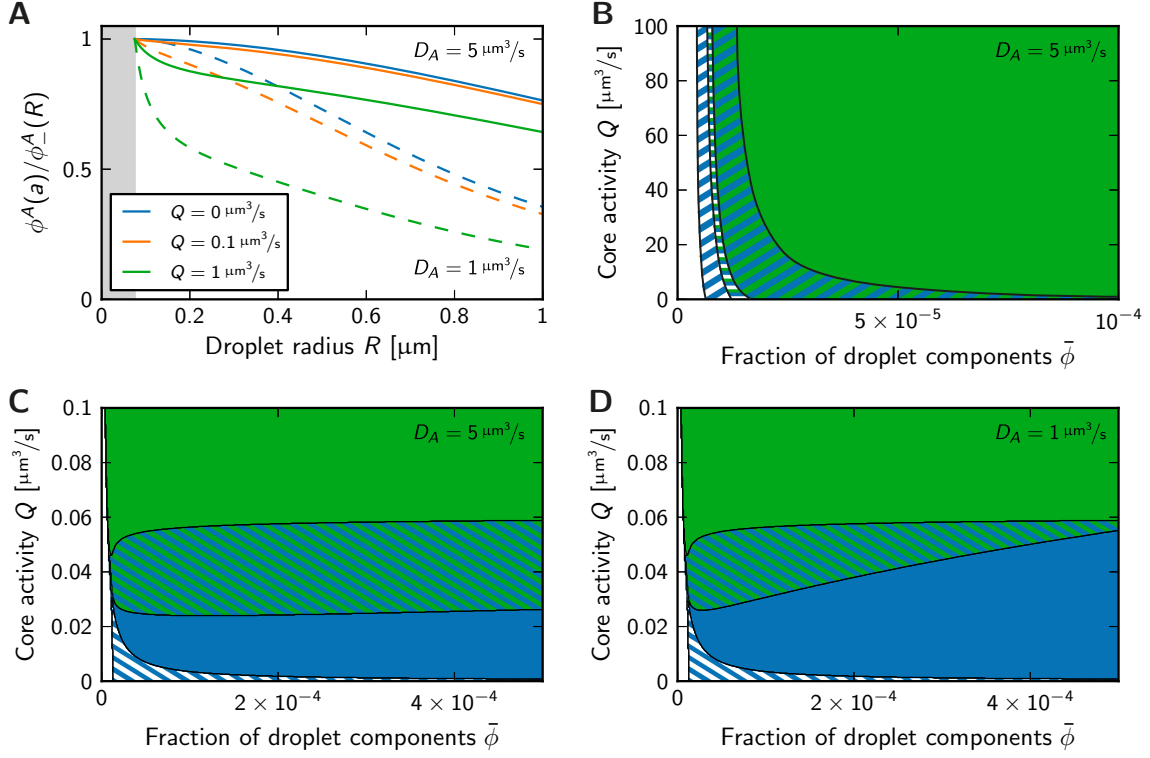 A
1
0.5
0
ϕ^A(a)/ϕ^A_−(R)
D_A = 5 μm³/s
Q = 0 μm³/s
Q = 0.1 μm³/s
Q = 1 μm³/s
D_A = 1 μm³/s
0 0.2 0.4 0.6 0.8 1
Droplet radius R [μm]
B
100
80
60
40
20
0
Core activity Q [μm³/s]
D_A = 5 μm³/s
0 5 × 10⁻⁵ 10⁻⁴
Fraction of droplet components ϕ̄
C
0.1
0.08
0.06
0.04
0.02
0
Core activity Q [μm³/s]
D_A = 5 μm³/s
0 2 × 10⁻⁴ 4 × 10⁻⁴
Fraction of droplet components ϕ̄
D
0.1
0.08
0.06
0.04
0.02
0
Core activity Q [μm³/s]
D_A = 1 μm³/s
0 2 × 10⁻⁴ 4 × 10⁻⁴
Fraction of droplet components ϕ̄